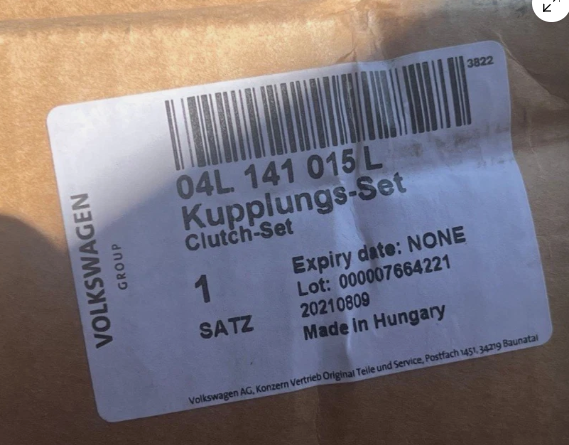 3822
04L 141 015 L
Kupplungs-Set
Clutch-Set
VOLKSWAGEN
GROUP
1
SATZ
Expiry date: NONE
Lot: 000007664221
20210809
Made in Hungary
Volkswagen AG, Konzern Vertrieb Original Teile und Service, Postfach 1451, 34219 Baunatal